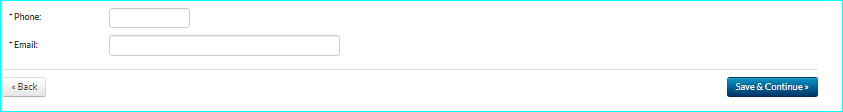 * Phone:
* Email:
« Back
Save & Continue »